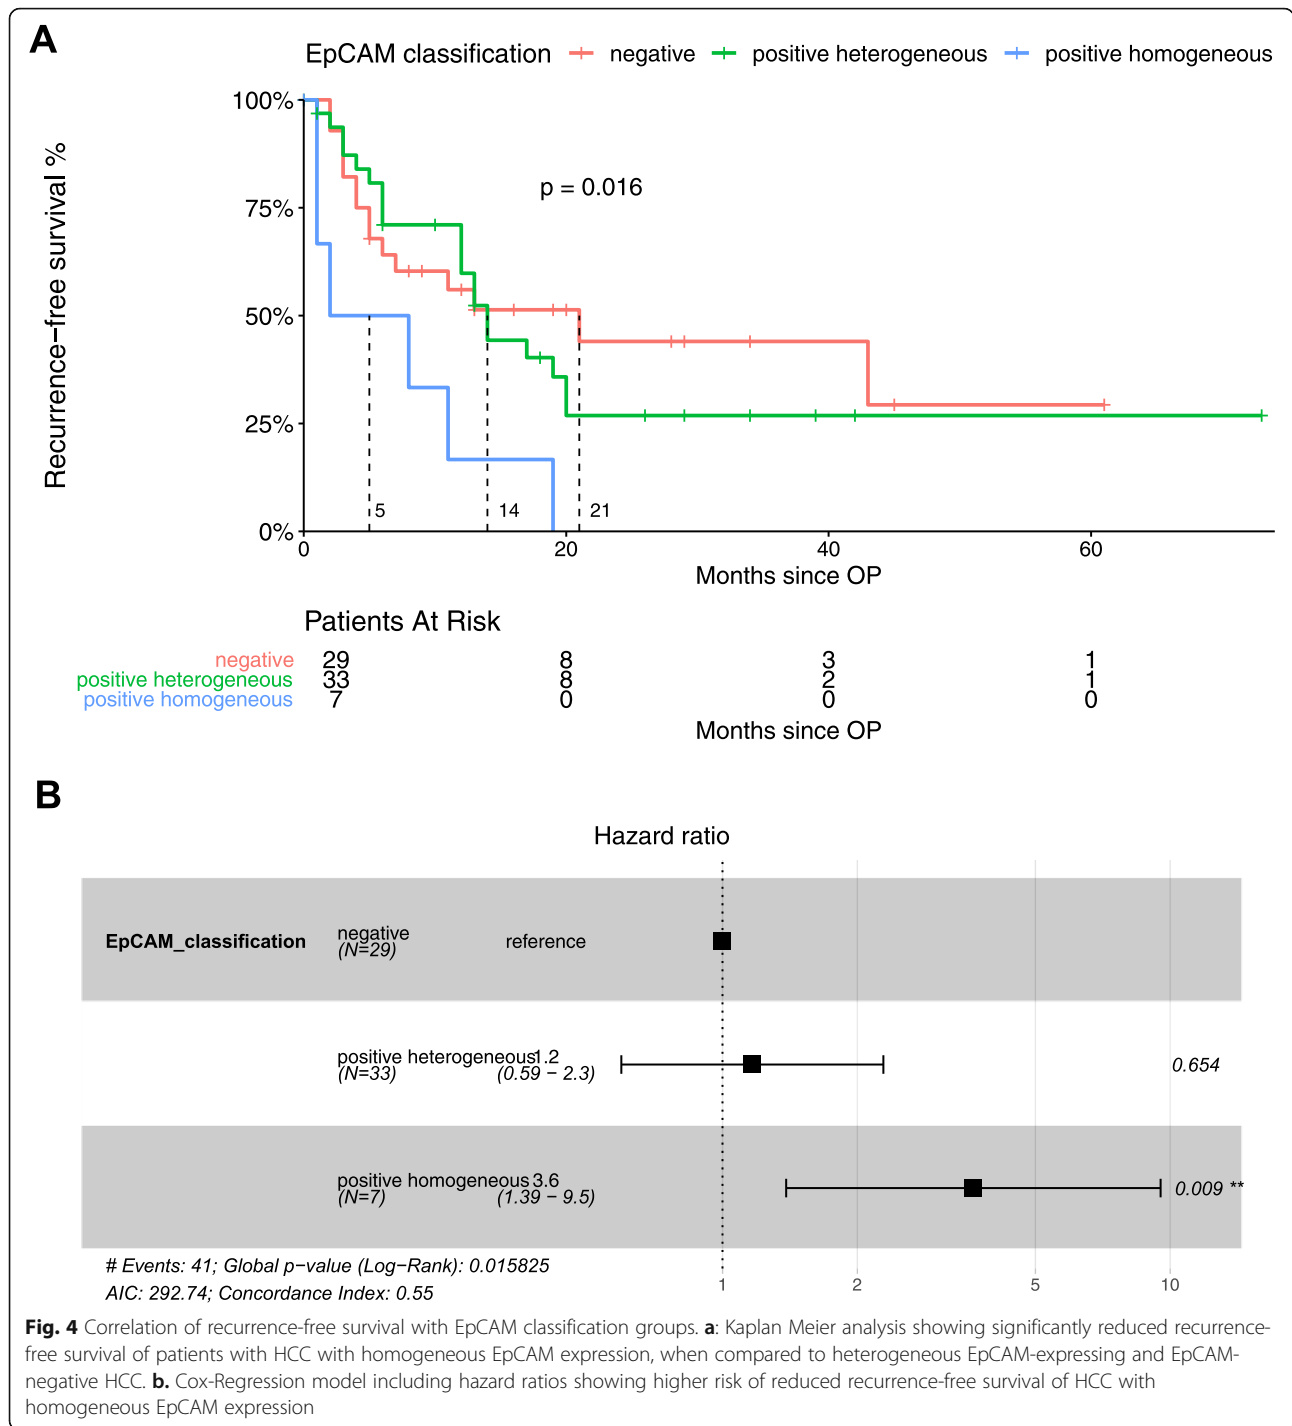 A
EpCAM classification negative positive heterogeneous positive homogeneous
Recurrence−free survival %
100%
75%
50%
25%
0%
p = 0.016
5 14 21
0 20 40 60
Months since OP
Patients At Risk
negative 29 8 3 1
positive heterogeneous 33 8 2 1
positive homogeneous 7 0 0 0
Months since OP
B
Hazard ratio
EpCAM_classification negative reference
(N=29)
positive heterogeneous 1.2
(N=33) (0.59 − 2.3) 0.654
positive homogeneous 3.6
(N=7) (1.39 − 9.5) 0.009 **
# Events: 41; Global p−value (Log−Rank): 0.015825
AIC: 292.74; Concordance Index: 0.55
1 2 5 10
Fig. 4 Correlation of recurrence-free survival with EpCAM classification groups. a: Kaplan Meier analysis showing significantly reduced recurrence-
free survival of patients with HCC with homogeneous EpCAM expression, when compared to heterogeneous EpCAM-expressing and EpCAM-
negative HCC. b. Cox-Regression model including hazard ratios showing higher risk of reduced recurrence-free survival of HCC with
homogeneous EpCAM expression